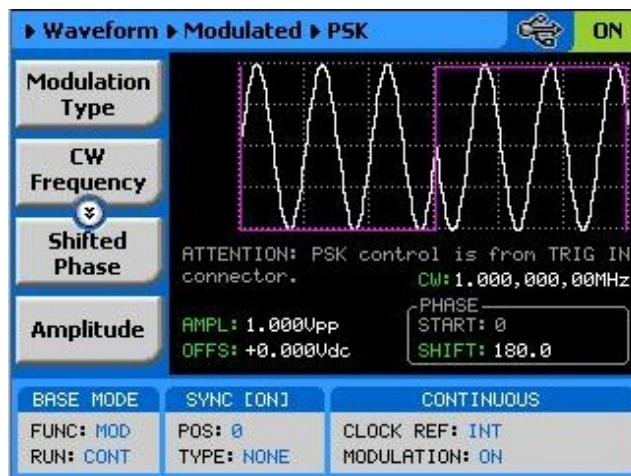 Waveform Modulated PSK ON
Modulation
Type
CW
Frequency
Shifted
Phase
Amplitude
ATTENTION: PSK control is from TRIG IN
connector.
CW:1.000,000,00MHz
AMPL: 1.000Vpp
OFFS: +0.000Vdc
PHASE
START: 0
SHIFT: 180.0
BASE MODE
FUNC: MOD
RUN: CONT
SYNC [ON]
POS: 0
TYPE: NONE
CONTINUOUS
CLOCK REF: INT
MODULATION: ON